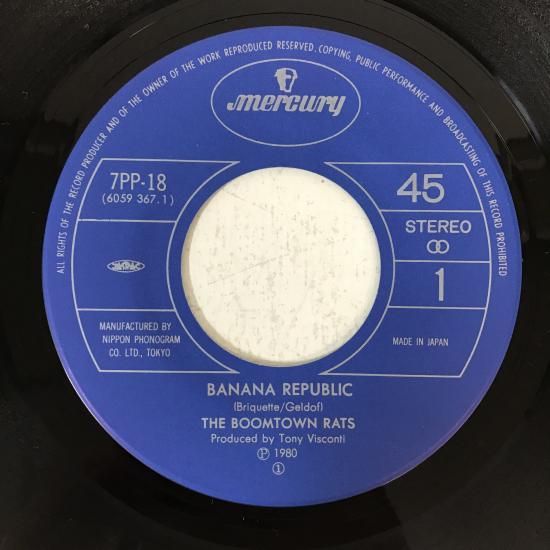 ALL RIGHTS OF THE RECORD PRODUCER AND OF THE OWNER OF THE WORK REPRODUCED RESERVED. COPYING, PUBLIC PERFORMANCE AND BROADCASTING OF THIS RECORD PROHIBITED
mercury
7PP-18
(6059 367.1)
45
STEREO
1
MANUFACTURED BY
NIPPON PHONOGRAM
CO. LTD., TOKYO
MADE IN JAPAN
BANANA REPUBLIC
(Briquette/Geldof)
THE BOOMTOWN RATS
Produced by Tony Visconti
Ⓟ 1980
①